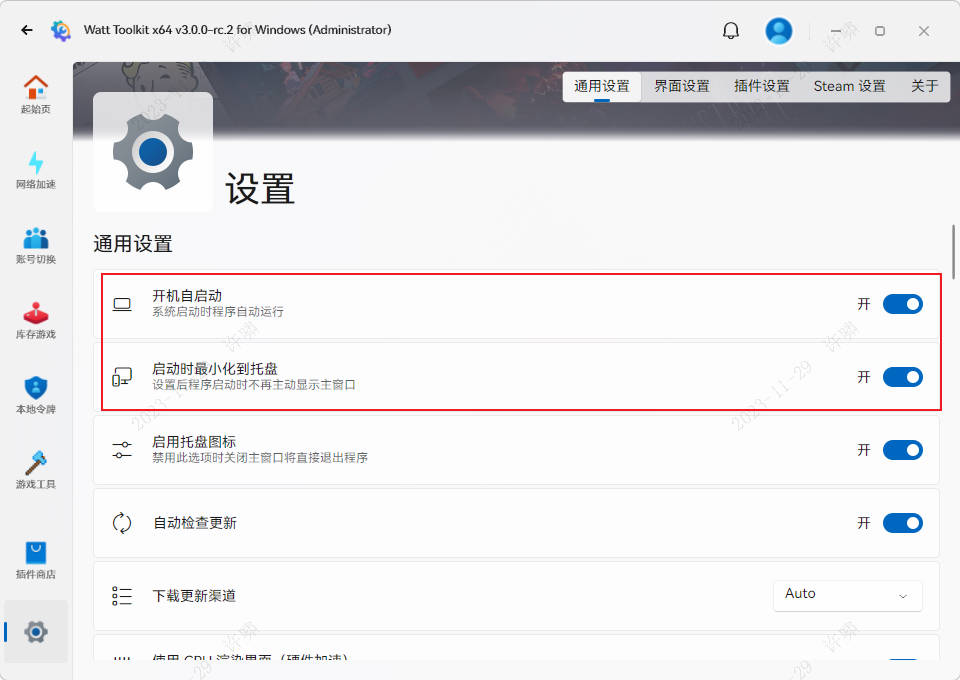 Watt Toolkit x64 v3.0.0-rc.2 for Windows (Administrator)
通用设置 界面设置 插件设置 Steam 设置 关于
起始页
网络加速
账号切换
库存游戏
本地令牌
游戏工具
插件商店
设置
通用设置
开机自启动
系统启动时程序自动运行
开
启动时最小化到托盘
设置后程序启动时不再主动显示主窗口
开
启用托盘图标
禁用此选项时关闭主窗口将直接退出程序
开
自动检查更新
开
下载更新渠道
Auto
使用 GPU 渲染界面（硬件加速）
2023-11-29
2023-11-29
2023-11-29